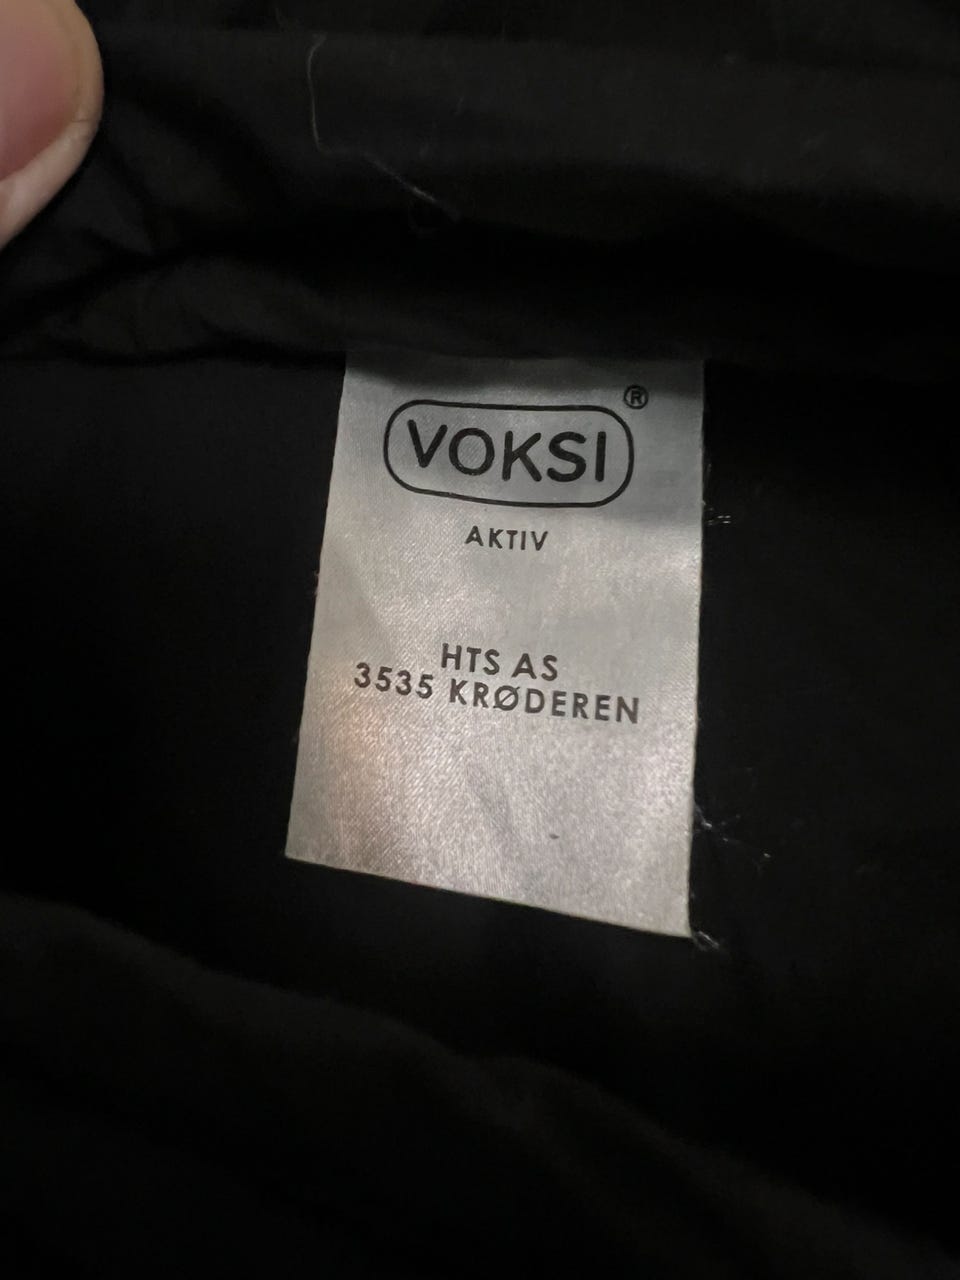 VOKSI®
AKTIV
HTS AS
3535 KRØDEREN